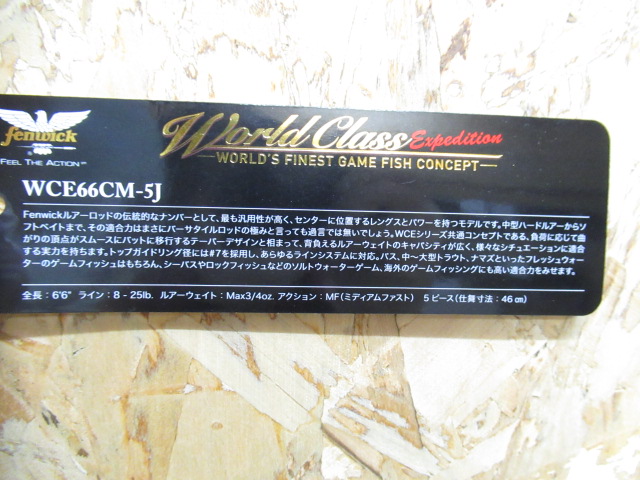 fenwick
FEEL THE ACTION
World Class Expedition
WORLD'S FINEST GAME FISH CONCEPT
WCE66CM-5J
Fenwickルアーロッドの伝統的なナンバーとして、最も汎用性が高く、センターに位置するレングスとパワーを持つモデルです。中型ハードルアーからソ
フトベイトまで、その適合力はまさにバーサタイルロッドの極みと言っても過言では無いでしょう。WCEシリーズ共通コンセプトである、負荷に応じて曲
がりの頂点がスムースにバットに移行するテーパーデザインと相まって、背負えるルアーウェイトのキャパシティが広く、様々なシチュエーションに適合
する実力を持ちます。トップガイドリング径には#7を採用し、あらゆるラインシステムに対応。バス、中〜大型トラウト、ナマズといったフレッシュウォー
ターのゲームフィッシュはもちろん、シーバスやロックフィッシュなどのソルトウォーターゲーム、海外のゲームフィッシングにも高い適合力をみせます。
全長:6'6" ライン:8-25lb. ルアーウェイト:Max3/4oz. アクション:MF(ミディアムファスト) 5ピース(仕舞寸法:46㎝)